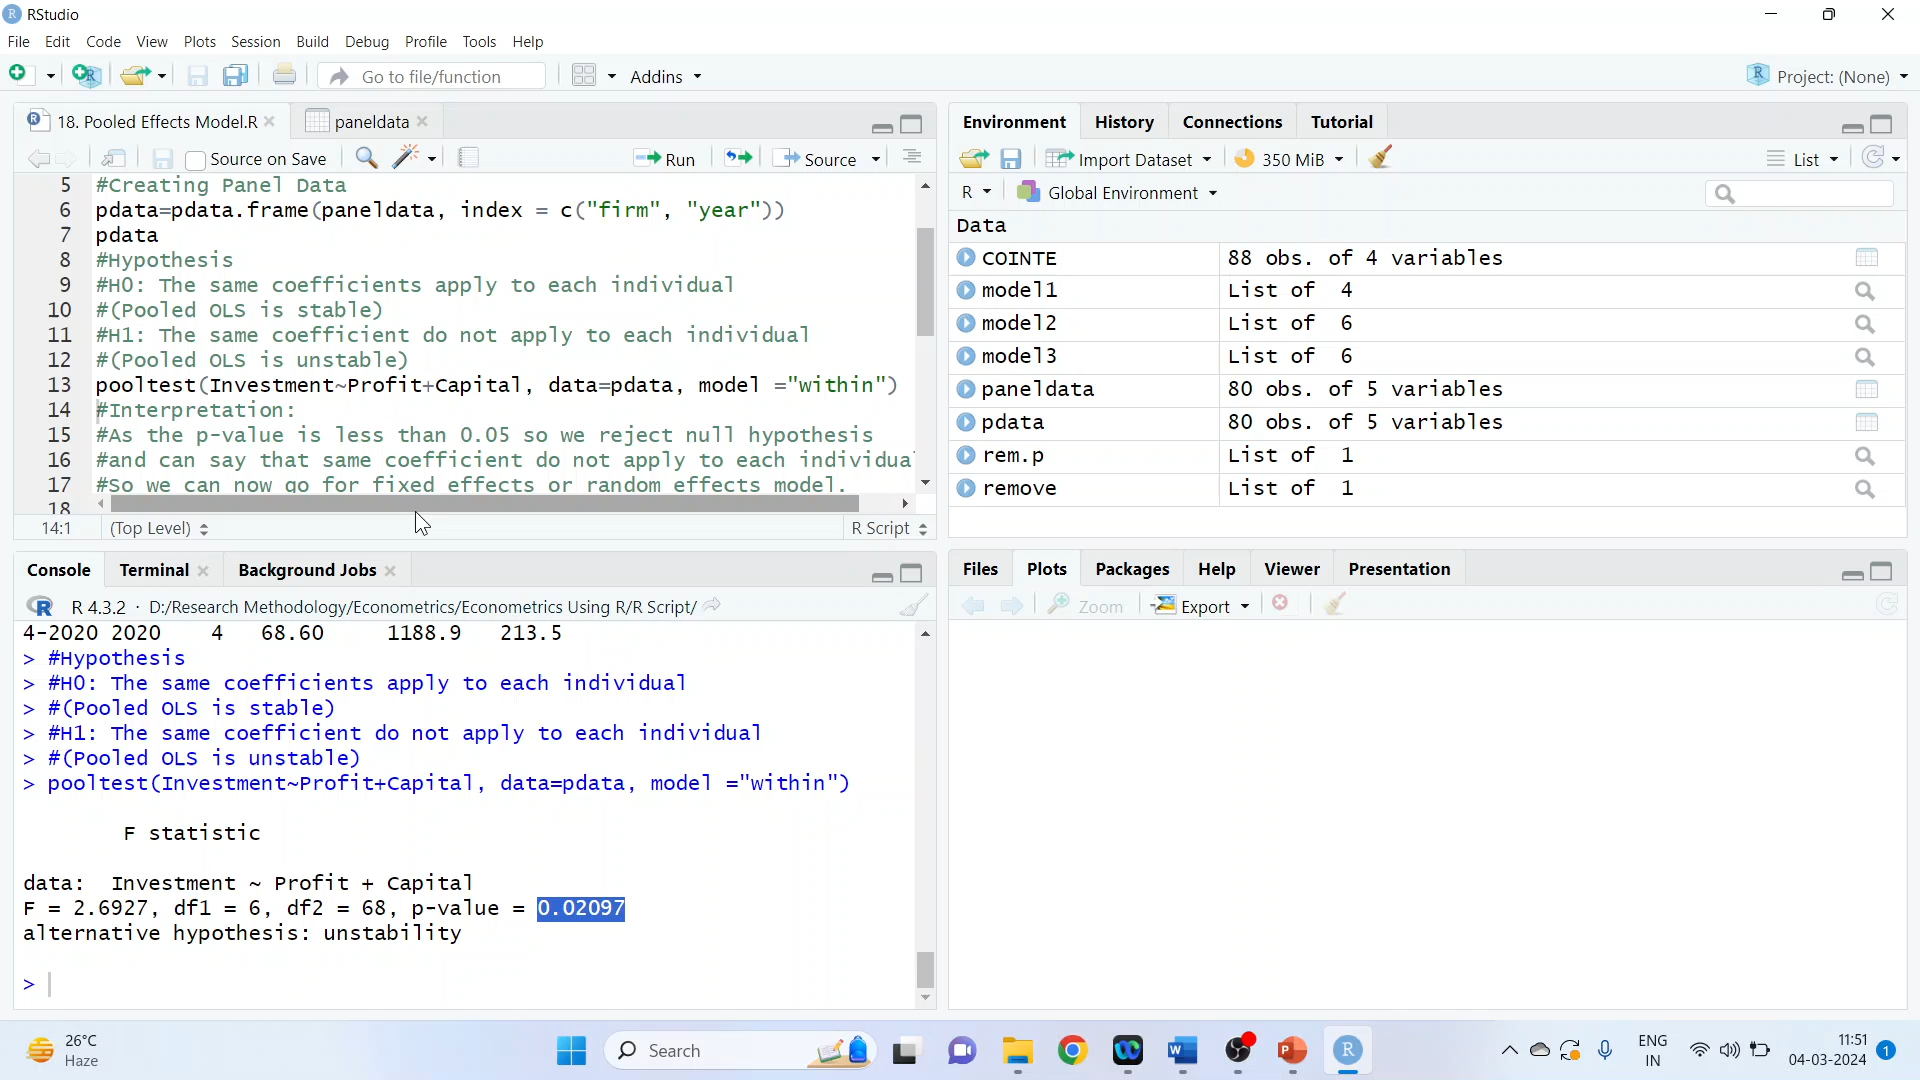 RStudio
File Edit Code View Plots Session Build Debug Profile Tools Help
Go to file/function Addins Project: (None)
18. Pooled Effects Model.R paneldata
Source on Save Run Source
5 #Creating Panel Data
6 pdata=pdata.frame(paneldata, index = c("firm", "year"))
7 pdata
8 #Hypothesis
9 #H0: The same coefficients apply to each individual
10 #(Pooled OLS is stable)
11 #H1: The same coefficient do not apply to each individual
12 #(Pooled OLS is unstable)
13 pooltest(Investment~Profit+Capital, data=pdata, model ="within")
14 #Interpretation:
15 #As the p-value is less than 0.05 so we reject null hypothesis
16 #and can say that same coefficient do not apply to each individua
17 #So we can now go for fixed effects or random effects model.
18
14:1 (Top Level) R Script
Console Terminal Background Jobs
R 4.3.2 · D:/Research Methodology/Econometrics/Econometrics Using R/R Script/
4-2020 2020 4 68.60 1188.9 213.5
> #Hypothesis
> #H0: The same coefficients apply to each individual
> #(Pooled OLS is stable)
> #H1: The same coefficient do not apply to each individual
> #(Pooled OLS is unstable)
> pooltest(Investment~Profit+Capital, data=pdata, model ="within")
F statistic
data: Investment ~ Profit + Capital
F = 2.6927, df1 = 6, df2 = 68, p-value = 0.02097
alternative hypothesis: unstability
>
Environment History Connections Tutorial
Import Dataset 350 MiB List
R Global Environment
Data
COINTE 88 obs. of 4 variables
model1 List of 4
model2 List of 6
model3 List of 6
paneldata 80 obs. of 5 variables
pdata 80 obs. of 5 variables
rem.p List of 1
remove List of 1
Files Plots Packages Help Viewer Presentation
Zoom Export
26°C
Haze
Search
ENG
IN
11:51
04-03-2024
1